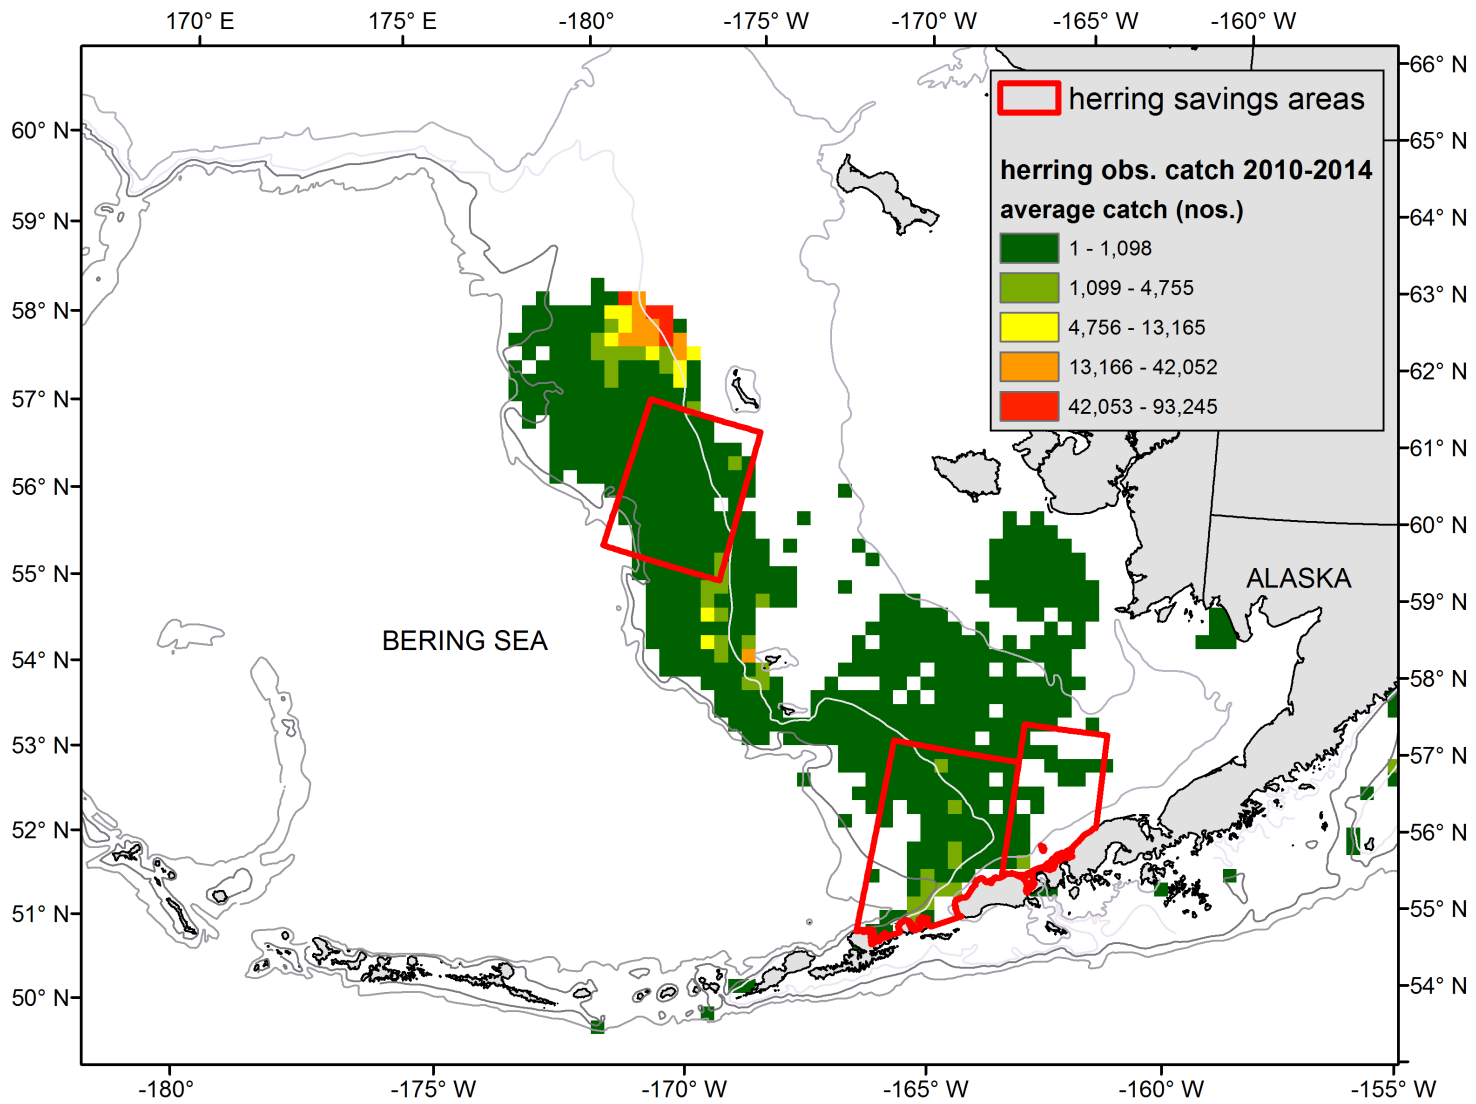 170° E
175° E
-180°
-175° W
-170° W
-165° W
-160° W
66° N
herring savings areas
60° N
65° N
herring obs. catch 2010-2014
average catch (nos.)
59° N
64° N
1 - 1,098
1,099 - 4,755
63° N
58° N
4,756 - 13,165
13,166 - 42,052
62° N
57° N
42,053 - 93,245
61° N
56° N
60° N
55° N
ALASKA
59° N
BERING SEA
54° N
58° N
53° N
57° N
52° N
56° N
51° N
55° N
50° N
54° N
-180°
-175° W
-170° W
-165° W
-160° W
-155° W